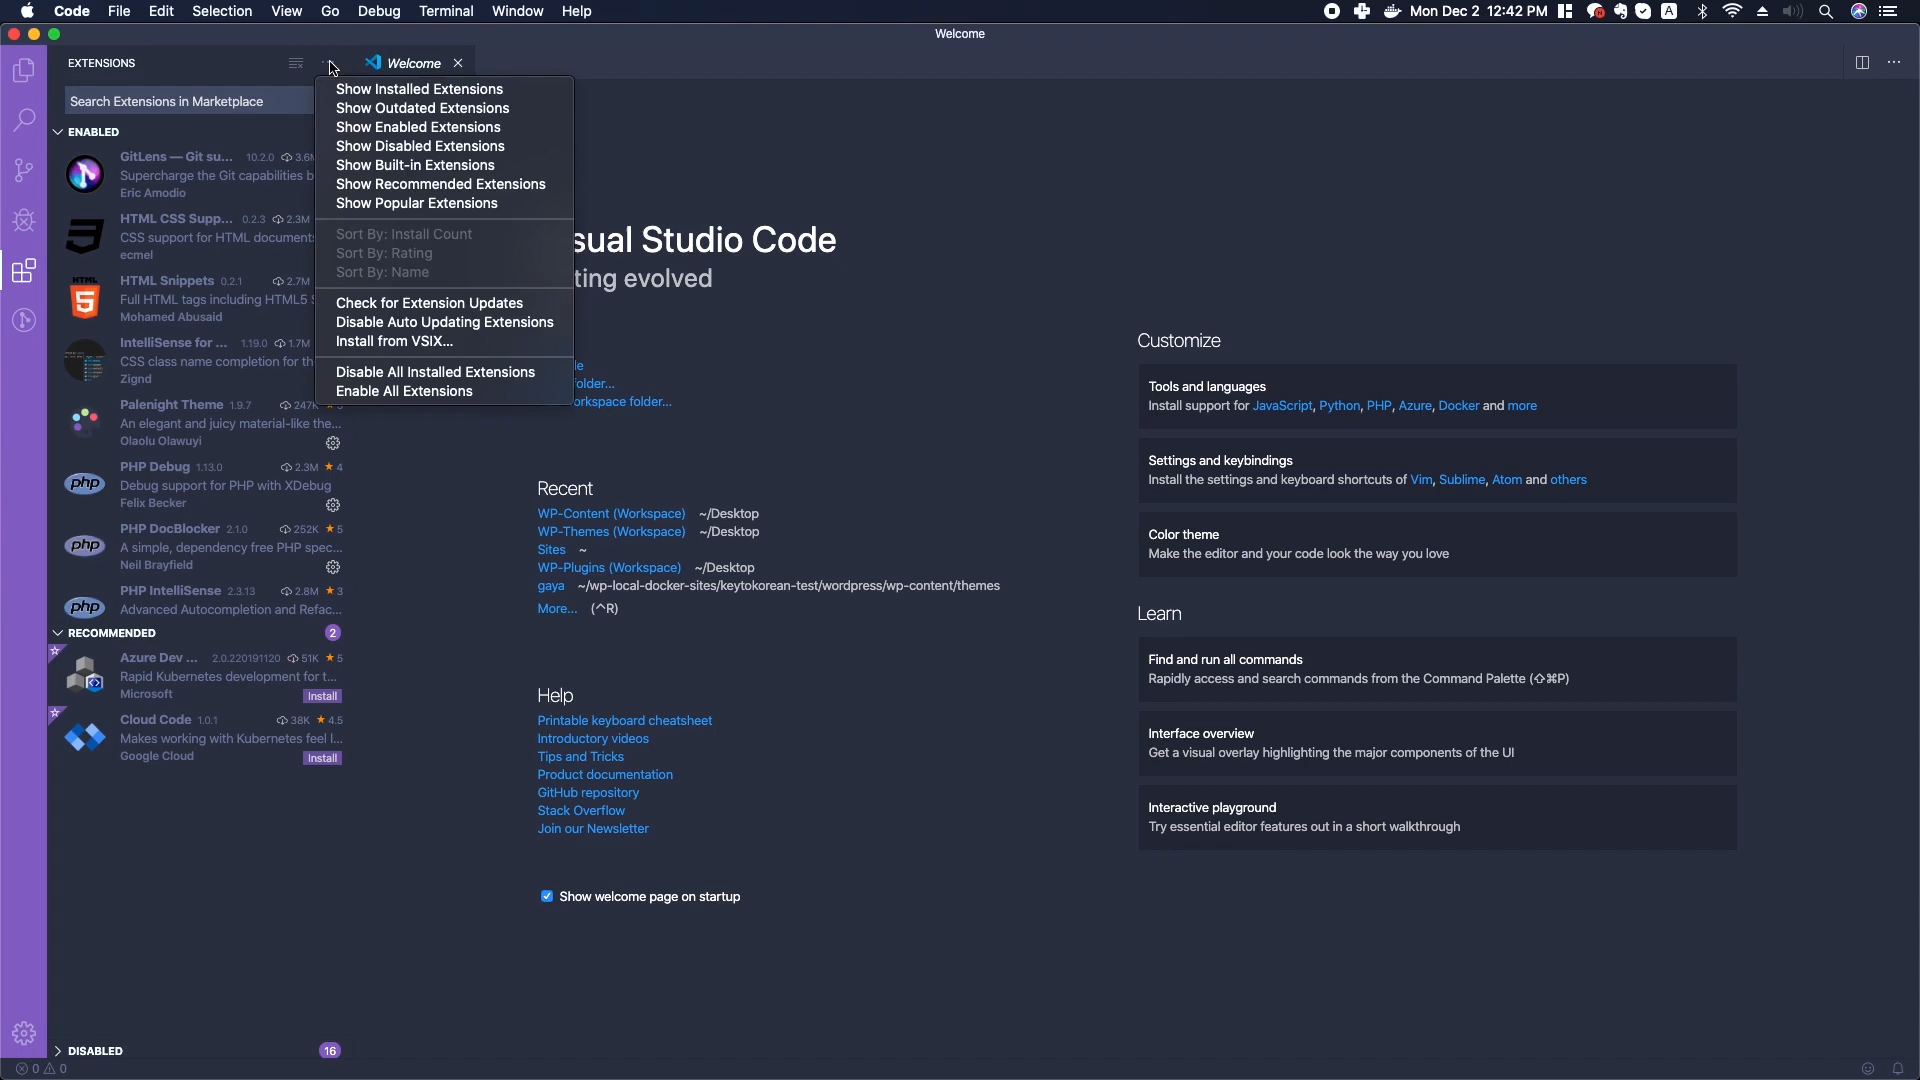 Code File Edit Selection View Go Debug Terminal Window Help
Mon Dec 2 12:42 PM
Welcome
EXTENSIONS
Welcome
Search Extensions in Marketplace
ENABLED
GitLens — Git su... 10.2.0 3.6M
Supercharge the Git capabilities b
Eric Amodio
HTML CSS Supp... 0.2.3 2.3M
CSS support for HTML documents
ecmel
HTML Snippets 0.2.1 2.7M
Full HTML tags including HTML5 S
Mohamed Abusaid
IntelliSense for ... 1.19.0 1.7M
CSS class name completion for th
Zignd
Palenight Theme 1.9.7 247K 5
An elegant and juicy material-like the...
Olaolu Olawuyi
PHP Debug 1.13.0 2.3M 4
Debug support for PHP with XDebug
Felix Becker
PHP DocBlocker 2.1.0 252K 5
A simple, dependency free PHP spec...
Neil Brayfield
PHP IntelliSense 2.3.13 2.8M 3
Advanced Autocompletion and Refac...
RECOMMENDED 2
Azure Dev ... 2.0.220191120 51K 5
Rapid Kubernetes development for t...
Microsoft Install
Cloud Code 1.0.1 38K 4.5
Makes working with Kubernetes feel l...
Google Cloud Install
DISABLED 16
0 0
Show Installed Extensions
Show Outdated Extensions
Show Enabled Extensions
Show Disabled Extensions
Show Built-in Extensions
Show Recommended Extensions
Show Popular Extensions
Sort By: Install Count
Sort By: Rating
Sort By: Name
Check for Extension Updates
Disable Auto Updating Extensions
Install from VSIX...
Disable All Installed Extensions
Enable All Extensions
sual Studio Code
ting evolved
le
folder...
orkspace folder...
Recent
WP-Content (Workspace) ~/Desktop
WP-Themes (Workspace) ~/Desktop
Sites ~
WP-Plugins (Workspace) ~/Desktop
gaya ~/wp-local-docker-sites/keytokorean-test/wordpress/wp-content/themes
More... (^R)
Help
Printable keyboard cheatsheet
Introductory videos
Tips and Tricks
Product documentation
GitHub repository
Stack Overflow
Join our Newsletter
Show welcome page on startup
Customize
Tools and languages
Install support for JavaScript, Python, PHP, Azure, Docker and more
Settings and keybindings
Install the settings and keyboard shortcuts of Vim, Sublime, Atom and others
Color theme
Make the editor and your code look the way you love
Learn
Find and run all commands
Rapidly access and search commands from the Command Palette (⇧⌘P)
Interface overview
Get a visual overlay highlighting the major components of the UI
Interactive playground
Try essential editor features out in a short walkthrough